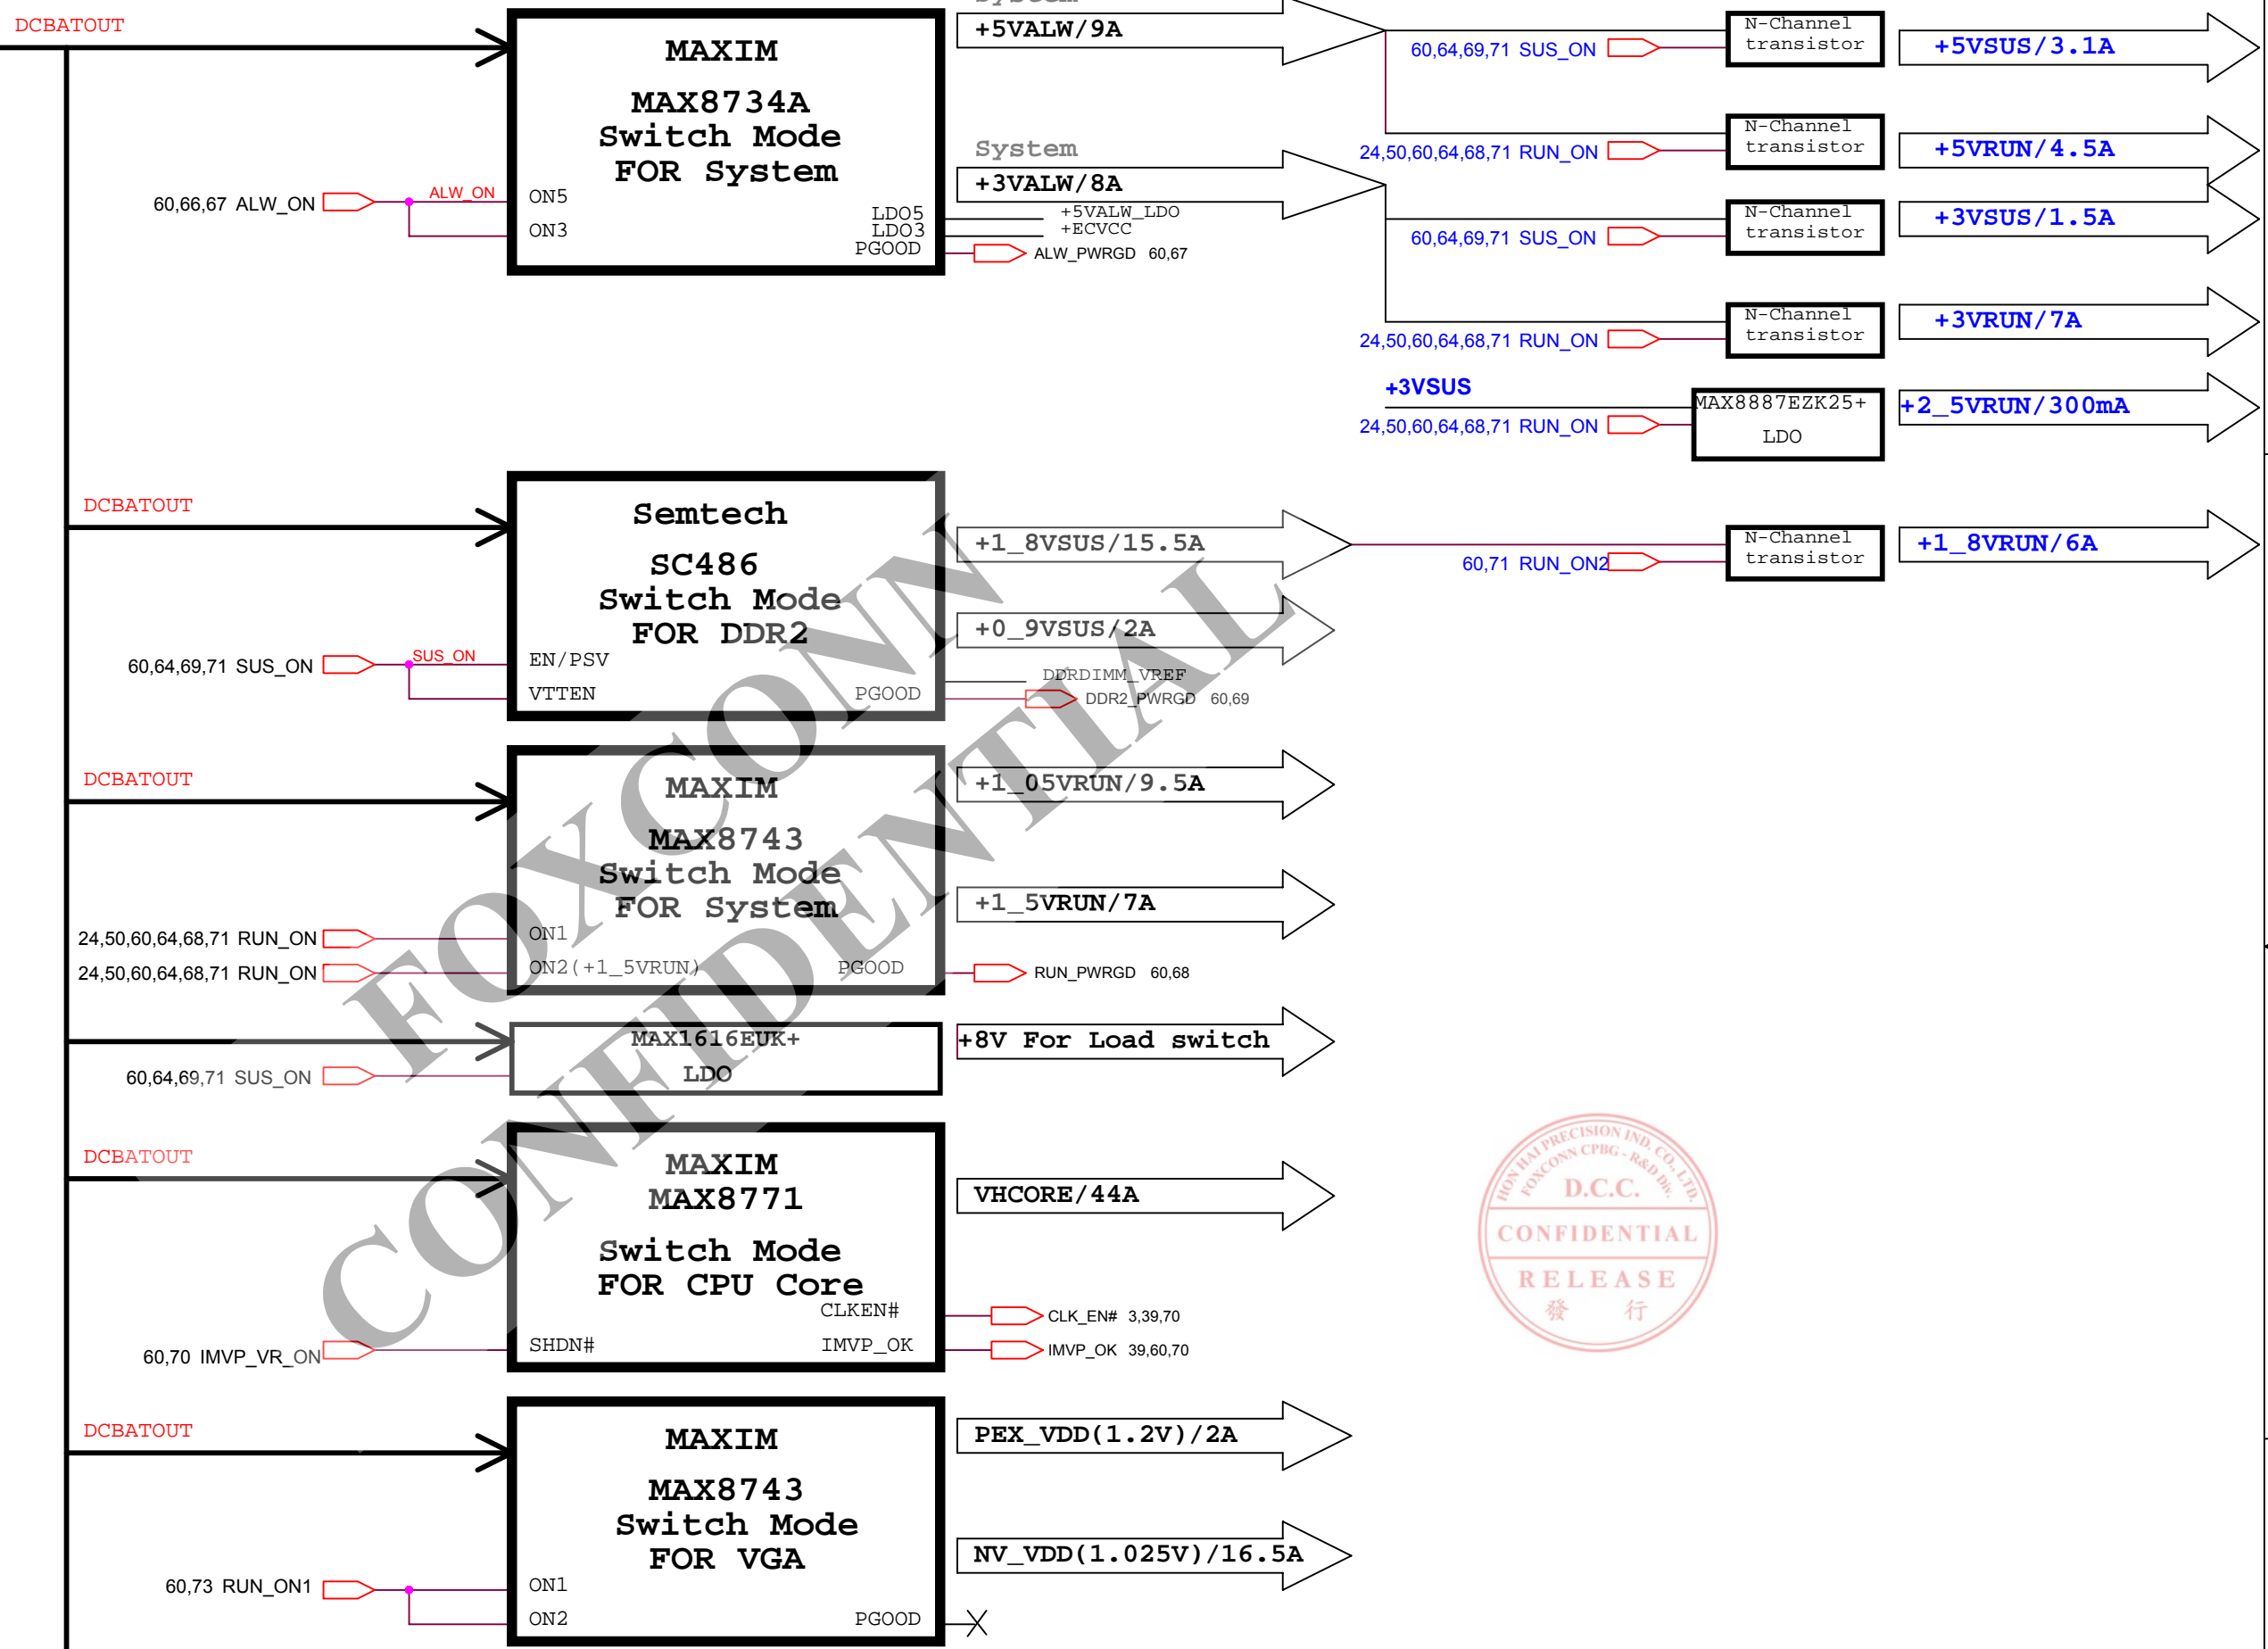 DCBATOUT
MAXIM
MAX8734A
Switch Mode
FOR System
60,66,67 ALW_ON
ALW_ON
ON5
ON3
LDO5
LDO3
PGOOD
System
+5VALW/9A
System
+3VALW/8A
+5VALW_LDO
+ECVCC
ALW_PWRGD 60,67
60,64,69,71 SUS_ON
N-Channel
transistor
+5VSUS/3.1A
24,50,60,64,68,71 RUN_ON
N-Channel
transistor
+5VRUN/4.5A
60,64,69,71 SUS_ON
N-Channel
transistor
+3VSUS/1.5A
24,50,60,64,68,71 RUN_ON
N-Channel
transistor
+3VRUN/7A
+3VSUS
24,50,60,64,68,71 RUN_ON
MAX8887EZK25+
LDO
+2_5VRUN/300mA
DCBATOUT
Semtech
SC486
Switch Mode
FOR DDR2
60,64,69,71 SUS_ON
SUS_ON
EN/PSV
VTTEN
PGOOD
+1_8VSUS/15.5A
+0_9VSUS/2A
DDRDIMM_VREF
DDR2_PWRGD 60,69
60,71 RUN_ON2
N-Channel
transistor
+1_8VRUN/6A
DCBATOUT
MAXIM
MAX8743
Switch Mode
FOR System
24,50,60,64,68,71 RUN_ON
24,50,60,64,68,71 RUN_ON
ON1
ON2(+1_5VRUN)
PGOOD
+1_05VRUN/9.5A
+1_5VRUN/7A
RUN_PWRGD 60,68
60,64,69,71 SUS_ON
MAX1616EUK+
LDO
+8V For Load switch
DCBATOUT
MAXIM
MAX8771
Switch Mode
FOR CPU Core
60,70 IMVP_VR_ON
SHDN#
CLKEN#
IMVP_OK
VHCORE/44A
CLK_EN# 3,39,70
IMVP_OK 39,60,70
DCBATOUT
MAXIM
MAX8743
Switch Mode
FOR VGA
60,73 RUN_ON1
ON1
ON2
PGOOD
PEX_VDD(1.2V)/2A
NV_VDD(1.025V)/16.5A
FOXCONN
CONFIDENTIAL
HON HAI PRECISION IND. CO., LTD.
FOXCONN CPBG - R&D Div.
D.C.C.
CONFIDENTIAL
RELEASE
發 行